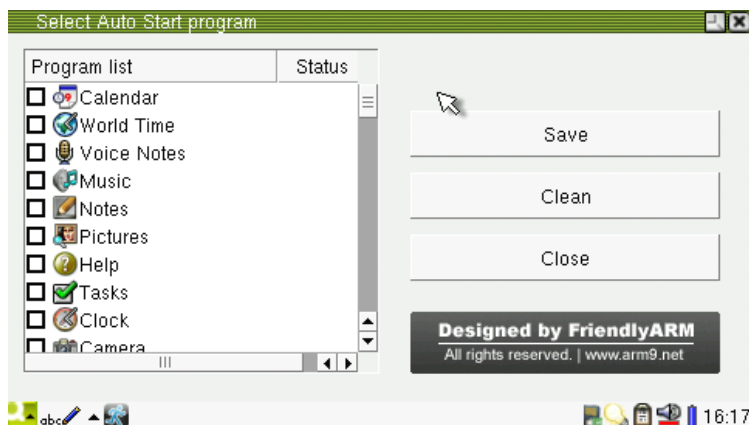 Select Auto Start program
Program list Status
Calendar
World Time
Voice Notes
Music
Notes
Pictures
Help
Tasks
Clock
Camera
Save
Clean
Close
Designed by FriendlyARM
All rights reserved. | www.arm9.net
abc 16:17